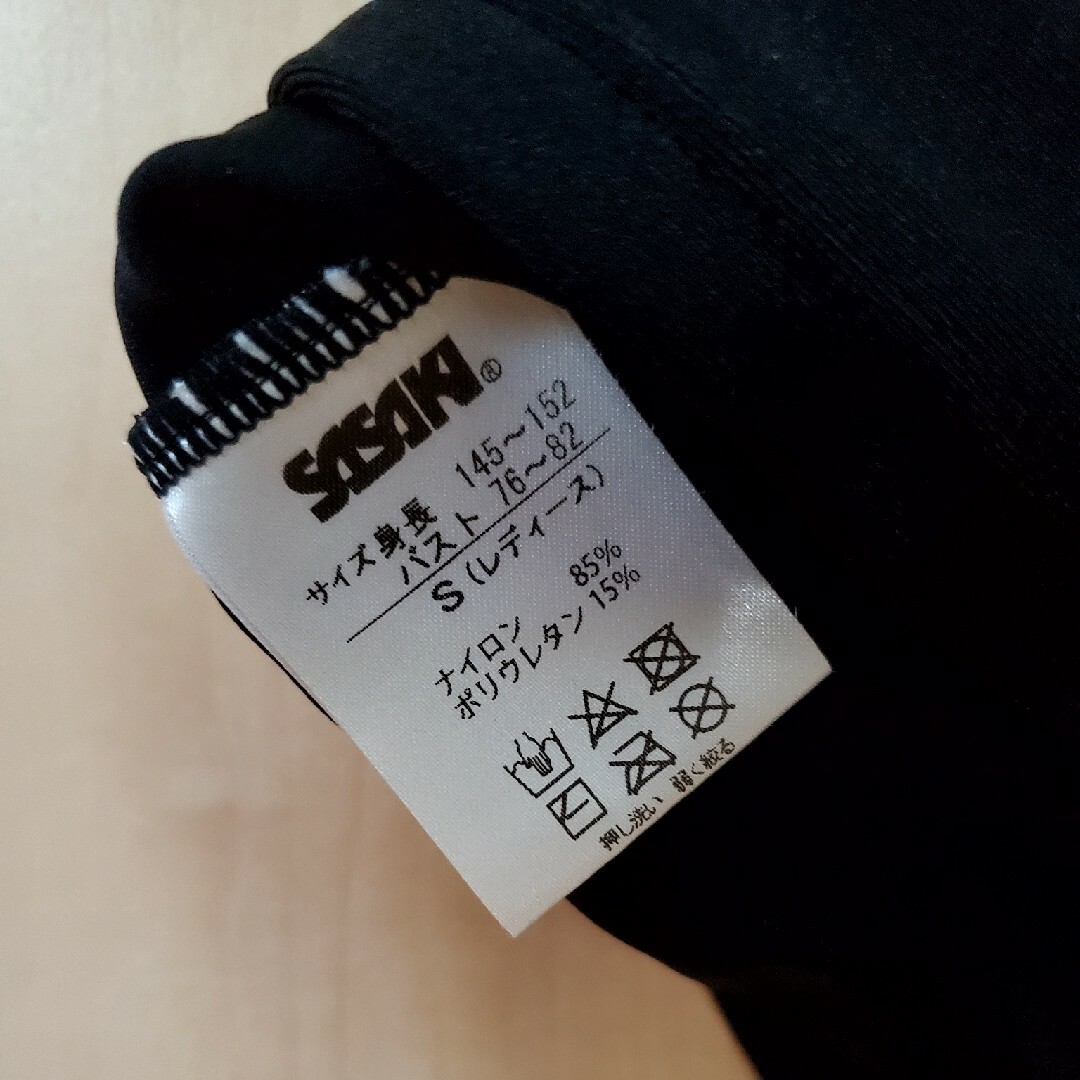 SASAKI®
サイズ 身長 145～152
バスト 76～82
S（レディース）
ナイロン 85%
ポリウレタン 15%
押し洗い 弱く絞る